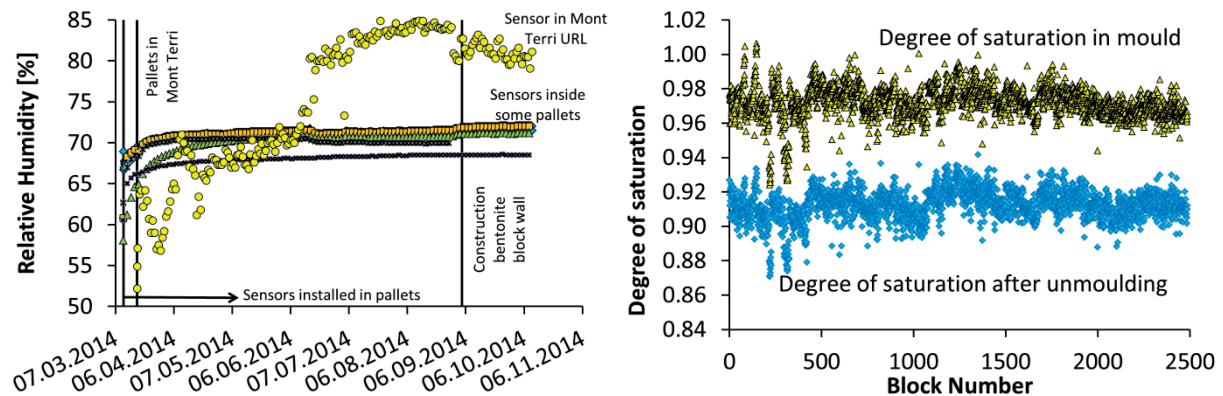 Relative Humidity [%]
85
80
75
70
65
60
55
50
Pallets in
Mont Terri
Sensor in Mont
Terri URL
Sensors inside
some pallets
Construction
bentonite
block wall
Sensors installed in pallets
07.03.2014
06.04.2014
07.05.2014
06.06.2014
07.07.2014
06.08.2014
06.09.2014
06.10.2014
06.11.2014
Degree of saturation
1.02
1.00
0.98
0.96
0.94
0.92
0.90
0.88
0.86
0.84
Degree of saturation in mould
Degree of saturation after unmoulding
0
500
1000
1500
2000
2500
Block Number